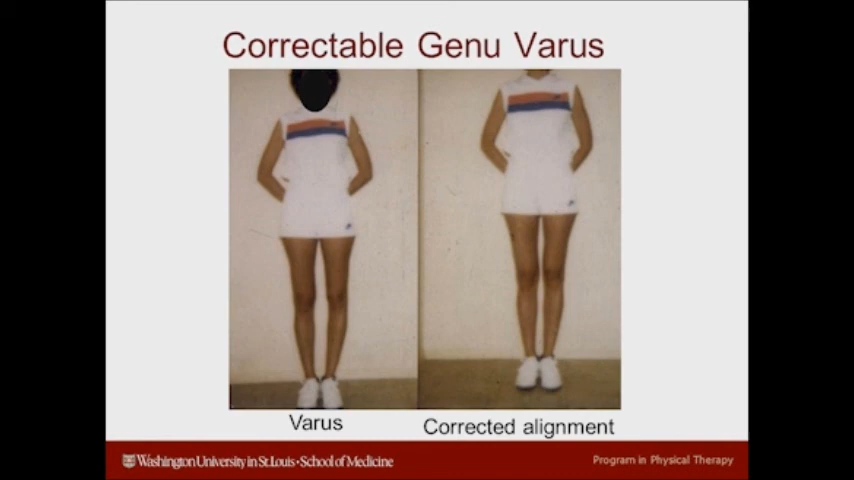 Correctable Genu Varus
Varus
Corrected alignment
Washington University in St. Louis • School of Medicine
Program in Physical Therapy